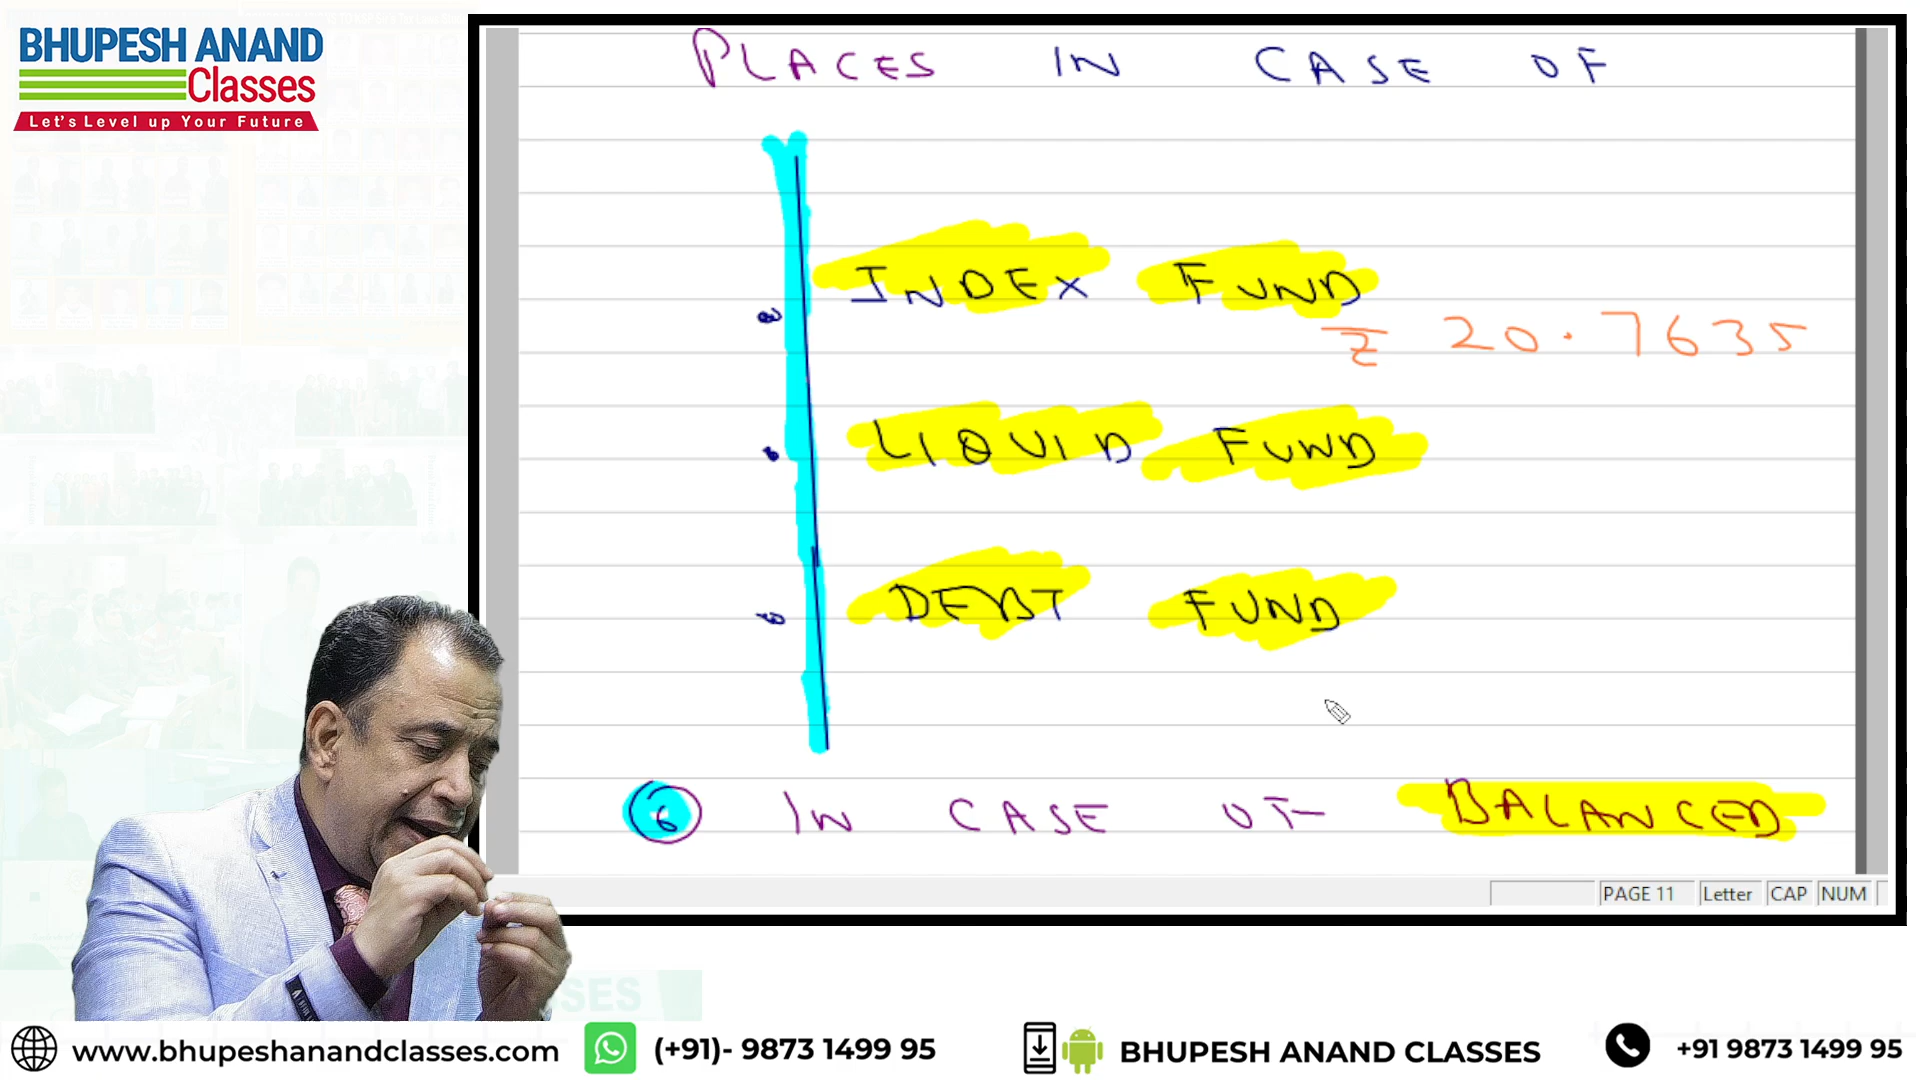 BHUPESH ANAND
Classes
Let's Level up Your Future
PLACES IN CASE OF
INDEX FUND
₹ 20.7635
LIQUID FUND
DEBT FUND
6 IN CASE OF BALANCED
PAGE 11 Letter CAP NUM
SES
www.bhupeshanandclasses.com (+91)- 9873 1499 95 BHUPESH ANAND CLASSES +91 9873 1499 95